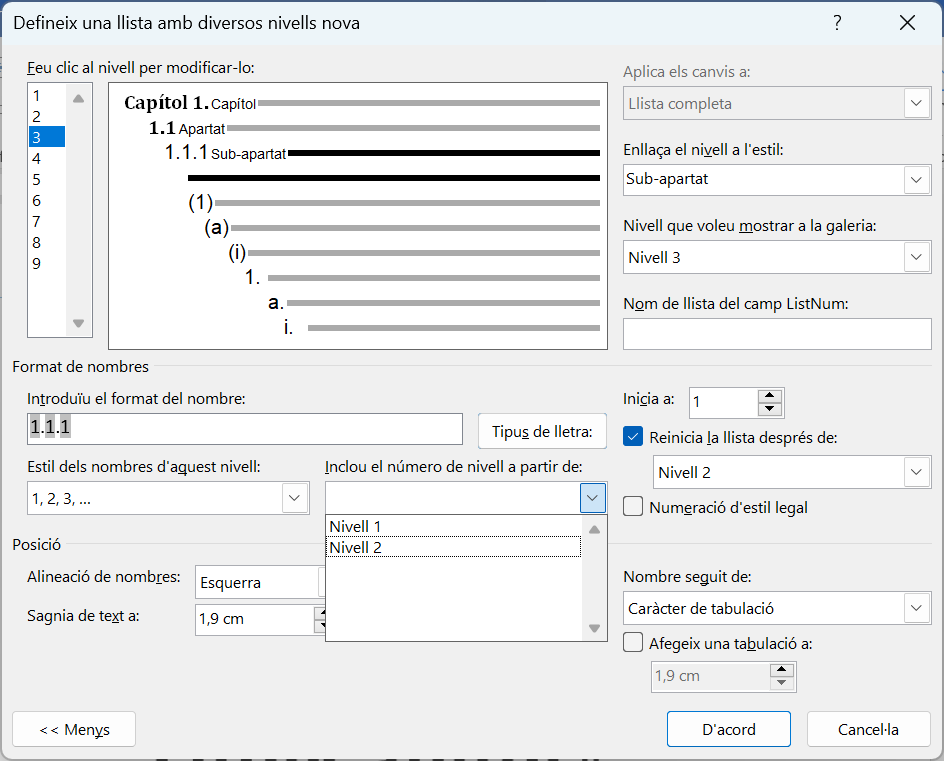 Defineix una llista amb diversos nivells nova
?
Feu clic al nivell per modificar-lo:
1
2
3
4
5
6
7
8
9
Capítol 1. Capítol
1.1 Apartat
1.1.1 Sub-apartat
(1)
(a)
(i)
1.
a.
i.
Aplica els canvis a:
Llista completa
Enllaça el nivell a l'estil:
Sub-apartat
Nivell que voleu mostrar a la galeria:
Nivell 3
Nom de llista del camp ListNum:
Format de nombres
Introduïu el format del nombre:
1.1.1
Tipus de lletra:
Estil dels nombres d'aquest nivell:
1, 2, 3, ...
Inclou el número de nivell a partir de:
Nivell 1
Nivell 2
Inicia a:
1
Reinicia la llista després de:
Nivell 2
Numeració d'estil legal
Posició
Alineació de nombres:
Esquerra
Sagnia de text a:
1,9 cm
Nombre seguit de:
Caràcter de tabulació
Afegeix una tabulació a:
1,9 cm
<< Menys
D'acord
Cancel·la